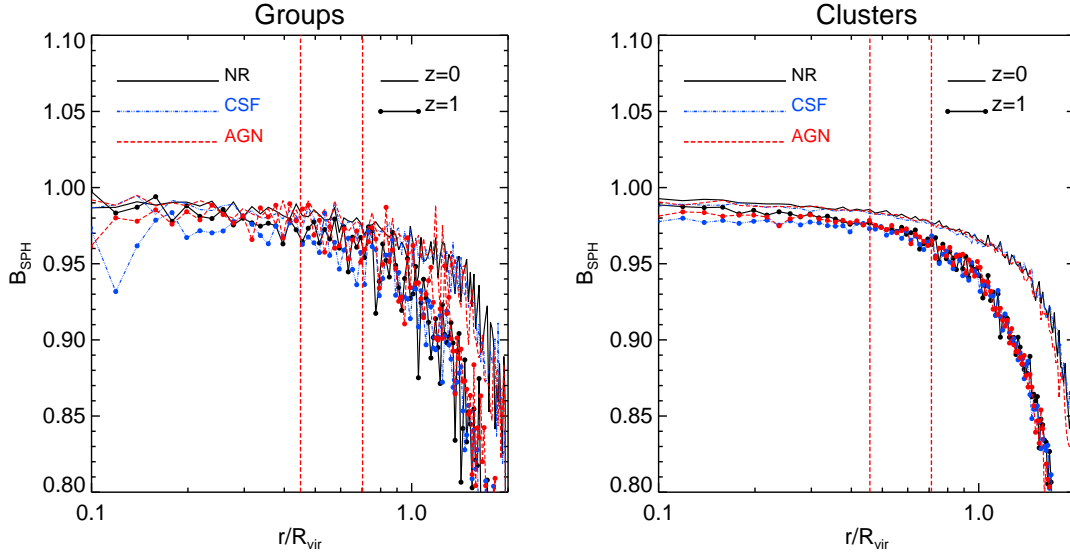 Groups
Clusters
1.10
1.05
1.00
0.95
0.90
0.85
0.80
B_SPH
NR
CSF
AGN
z=0
z=1
0.1
1.0
r/R_vir
1.10
1.05
1.00
0.95
0.90
0.85
0.80
B_SPH
NR
CSF
AGN
z=0
z=1
0.1
1.0
r/R_vir